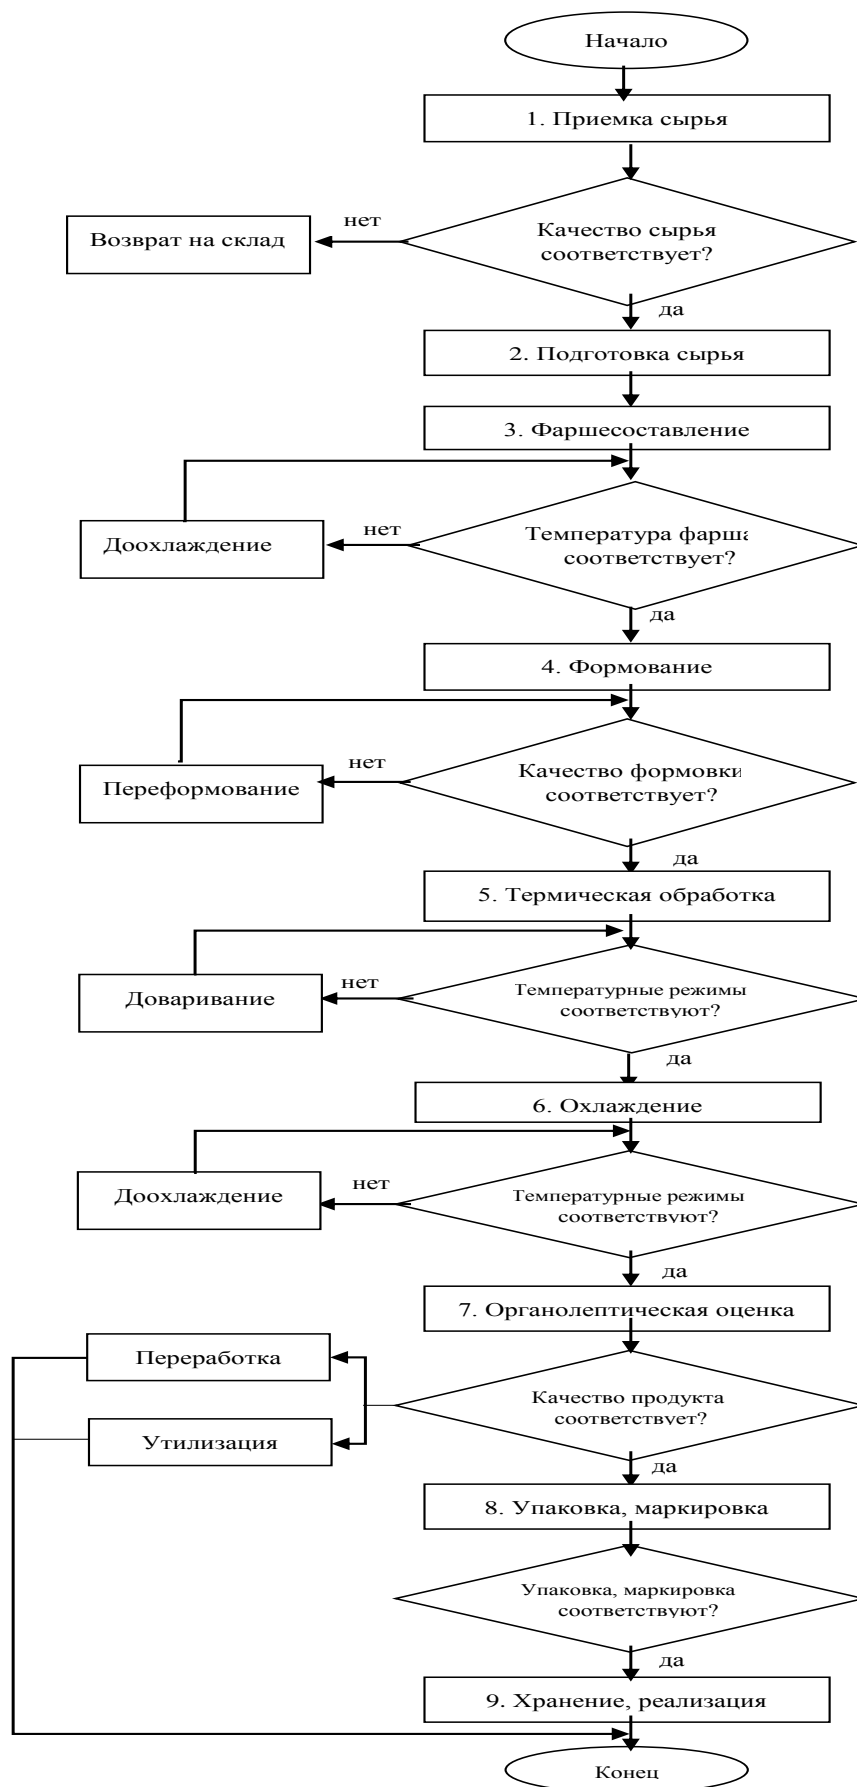 Начало
1. Приемка сырья
нет
Возврат на склад
Качество сырья
соответствует?
да
2. Подготовка сырья
3. Фаршесоставление
нет
Доохлаждение
Температура фарша
соответствует?
да
4. Формование
нет
Переформование
Качество формовки
соответствует?
да
5. Термическая обработка
нет
Доваривание
Температурные режимы
соответствуют?
да
6. Охлаждение
нет
Доохлаждение
Температурные режимы
соответствуют?
да
7. Органолептическая оценка
Переработка
Качество продукта
соответствует?
Утилизация
да
8. Упаковка, маркировка
Упаковка, маркировка
соответствуют?
да
9. Хранение, реализация
Конец